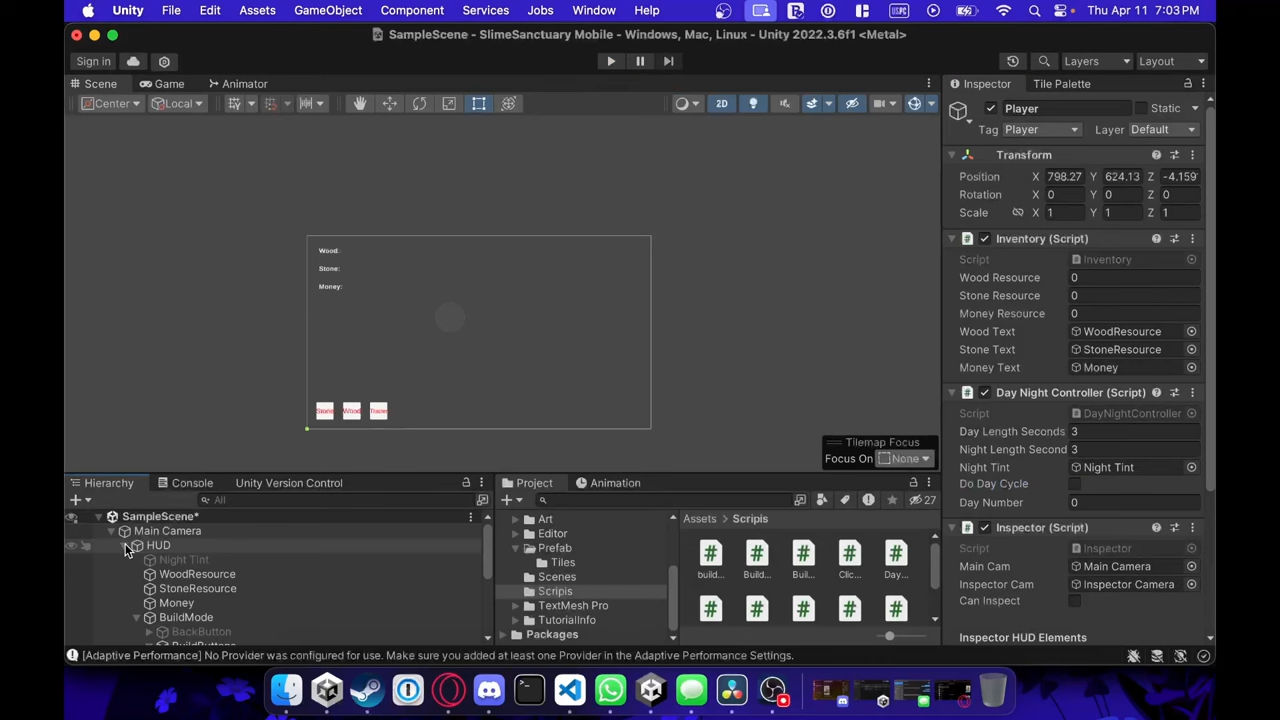 Unity File Edit Assets GameObject Component Services Jobs Window Help Thu Apr 11 7:03 PM
SampleScene - SlimeSanctuary Mobile - Windows, Mac, Linux - Unity 2022.3.6f1 <Metal>
Sign in Layers Layout
Scene Game Animator
Center Local 2D
Wood:
Stone:
Money:
Stone Wood
Tilemap Focus
Focus On None
Inspector Tile Palette
Player Static
Tag Player Layer Default
Transform
Position X 798.27 Y 624.13 Z -4.159
Rotation X 0 Y 0 Z 0
Scale X 1 Y 1 Z 1
Inventory (Script)
Script Inventory
Wood Resource 0
Stone Resource 0
Money Resource 0
Wood Text WoodResource
Stone Text StoneResource
Money Text Money
Day Night Controller (Script)
Script DayNightController
Day Length Seconds 3
Night Length Second 3
Night Tint Night Tint
Do Day Cycle
Day Number 0
Inspector (Script)
Script Inspector
Main Cam Main Camera
Inspector Cam Inspector Camera
Can Inspect
Inspector HUD Elements
Hierarchy Console Unity Version Control
All
SampleScene*
Main Camera
HUD
Night Tint
WoodResource
StoneResource
Money
BuildMode
BackButton
Project Animation
27
Art
Editor
Prefab
Tiles
Scenes
Scripis
TextMesh Pro
TutorialInfo
Packages
Assets > Scripis
build... Build... Buil... Clic... Day...
[Adaptive Performance] No Provider was configured for use. Make sure you added at least one Provider in the Adaptive Performance Settings.